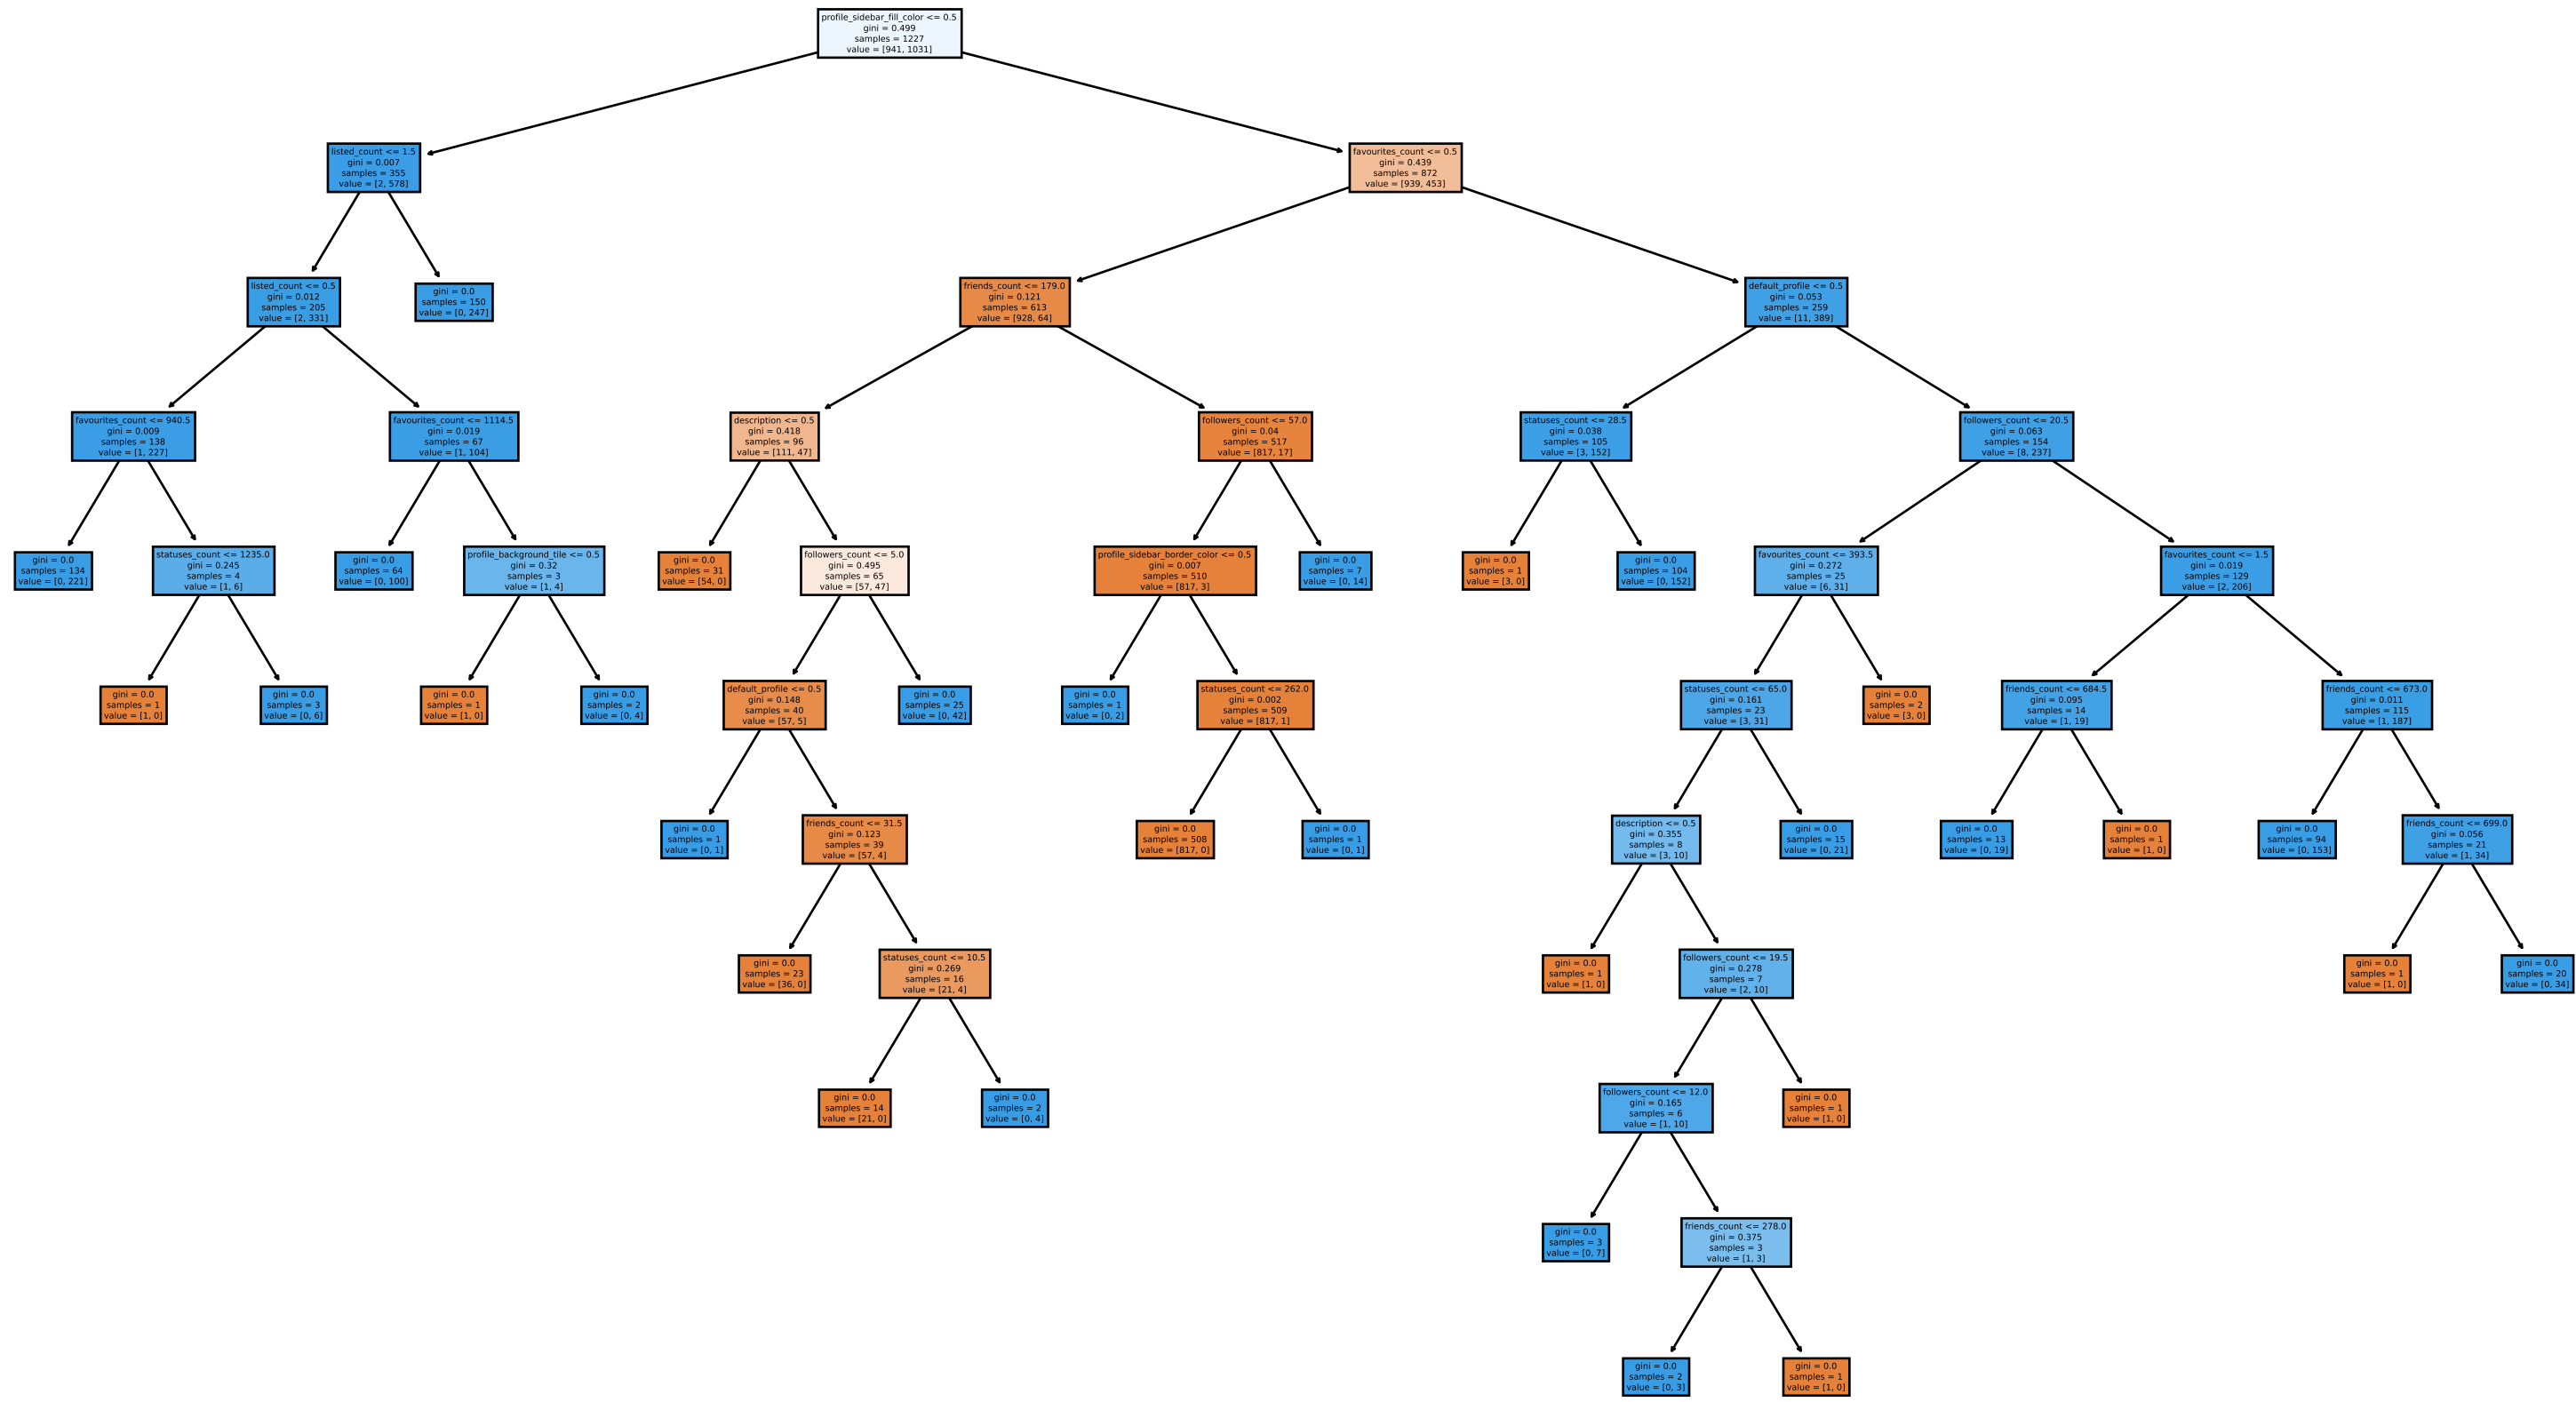 profile_sidebar_fill_color <= 0.5
gini = 0.499
samples = 1227
value = [941, 1031]
listed_count <= 1.5
gini = 0.007
samples = 355
value = [2, 578]
favourites_count <= 0.5
gini = 0.439
samples = 872
value = [939, 453]
listed_count <= 0.5
gini = 0.012
samples = 205
value = [2, 331]
gini = 0.0
samples = 150
value = [0, 247]
friends_count <= 179.0
gini = 0.121
samples = 613
value = [928, 64]
default_profile <= 0.5
gini = 0.053
samples = 259
value = [11, 389]
favourites_count <= 940.5
gini = 0.009
samples = 138
value = [1, 227]
favourites_count <= 1114.5
gini = 0.019
samples = 67
value = [1, 104]
description <= 0.5
gini = 0.418
samples = 96
value = [111, 47]
followers_count <= 57.0
gini = 0.04
samples = 517
value = [817, 17]
statuses_count <= 28.5
gini = 0.038
samples = 105
value = [3, 152]
followers_count <= 20.5
gini = 0.063
samples = 154
value = [8, 237]
gini = 0.0
samples = 134
value = [0, 221]
statuses_count <= 1235.0
gini = 0.245
samples = 4
value = [1, 6]
gini = 0.0
samples = 64
value = [0, 100]
profile_background_tile <= 0.5
gini = 0.32
samples = 3
value = [1, 4]
gini = 0.0
samples = 31
value = [54, 0]
followers_count <= 5.0
gini = 0.495
samples = 65
value = [57, 47]
profile_sidebar_border_color <= 0.5
gini = 0.007
samples = 510
value = [817, 3]
gini = 0.0
samples = 7
value = [0, 14]
gini = 0.0
samples = 1
value = [3, 0]
gini = 0.0
samples = 104
value = [0, 152]
favourites_count <= 393.5
gini = 0.272
samples = 25
value = [6, 31]
favourites_count <= 1.5
gini = 0.019
samples = 129
value = [2, 206]
gini = 0.0
samples = 1
value = [1, 0]
gini = 0.0
samples = 3
value = [0, 6]
gini = 0.0
samples = 1
value = [1, 0]
gini = 0.0
samples = 2
value = [0, 4]
default_profile <= 0.5
gini = 0.148
samples = 40
value = [57, 5]
gini = 0.0
samples = 25
value = [0, 42]
gini = 0.0
samples = 1
value = [0, 2]
statuses_count <= 262.0
gini = 0.002
samples = 509
value = [817, 1]
statuses_count <= 65.0
gini = 0.161
samples = 23
value = [3, 31]
gini = 0.0
samples = 2
value = [3, 0]
friends_count <= 684.5
gini = 0.095
samples = 14
value = [1, 19]
friends_count <= 673.0
gini = 0.011
samples = 115
value = [1, 187]
gini = 0.0
samples = 1
value = [0, 1]
friends_count <= 31.5
gini = 0.123
samples = 39
value = [57, 4]
gini = 0.0
samples = 508
value = [817, 0]
gini = 0.0
samples = 1
value = [0, 1]
description <= 0.5
gini = 0.355
samples = 8
value = [3, 10]
gini = 0.0
samples = 15
value = [0, 21]
gini = 0.0
samples = 13
value = [0, 19]
gini = 0.0
samples = 1
value = [1, 0]
gini = 0.0
samples = 94
value = [0, 153]
friends_count <= 699.0
gini = 0.056
samples = 21
value = [1, 34]
gini = 0.0
samples = 23
value = [36, 0]
statuses_count <= 10.5
gini = 0.269
samples = 16
value = [21, 4]
gini = 0.0
samples = 1
value = [1, 0]
followers_count <= 19.5
gini = 0.278
samples = 7
value = [2, 10]
gini = 0.0
samples = 1
value = [1, 0]
gini = 0.0
samples = 20
value = [0, 34]
gini = 0.0
samples = 14
value = [21, 0]
gini = 0.0
samples = 2
value = [0, 4]
followers_count <= 12.0
gini = 0.165
samples = 6
value = [1, 10]
gini = 0.0
samples = 1
value = [1, 0]
gini = 0.0
samples = 3
value = [0, 7]
friends_count <= 278.0
gini = 0.375
samples = 3
value = [1, 3]
gini = 0.0
samples = 2
value = [0, 3]
gini = 0.0
samples = 1
value = [1, 0]